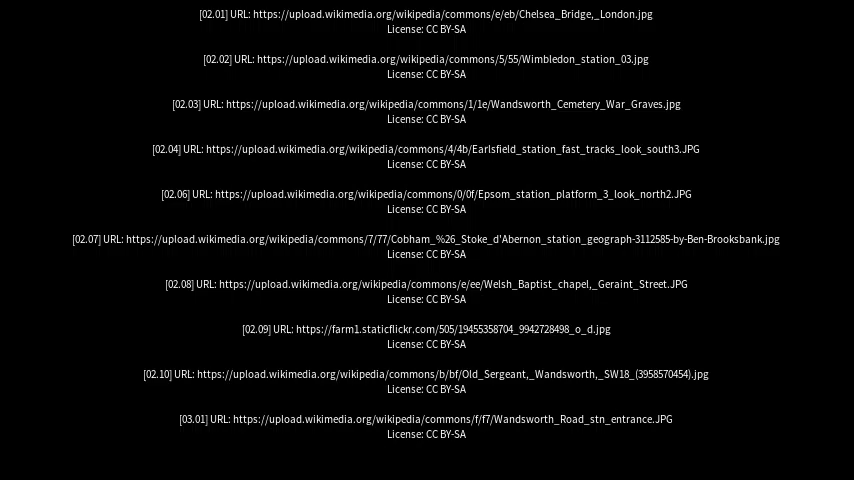 [02.01] URL: https://upload.wikimedia.org/wikipedia/commons/e/eb/Chelsea_Bridge,_London.jpg
License: CC BY-SA
[02.02] URL: https://upload.wikimedia.org/wikipedia/commons/5/55/Wimbledon_station_03.jpg
License: CC BY-SA
[02.03] URL: https://upload.wikimedia.org/wikipedia/commons/1/1e/Wandsworth_Cemetery_War_Graves.jpg
License: CC BY-SA
[02.04] URL: https://upload.wikimedia.org/wikipedia/commons/4/4b/Earlsfield_station_fast_tracks_look_south3.JPG
License: CC BY-SA
[02.06] URL: https://upload.wikimedia.org/wikipedia/commons/0/0f/Epsom_station_platform_3_look_north2.JPG
License: CC BY-SA
[02.07] URL: https://upload.wikimedia.org/wikipedia/commons/7/77/Cobham_%26_Stoke_d'Abernon_station_geograph-3112585-by-Ben-Brooksbank.jpg
License: CC BY-SA
[02.08] URL: https://upload.wikimedia.org/wikipedia/commons/e/ee/Welsh_Baptist_chapel,_Geraint_Street.JPG
License: CC BY-SA
[02.09] URL: https://farm1.staticflickr.com/505/19455358704_9942728498_o_d.jpg
License: CC BY-SA
[02.10] URL: https://upload.wikimedia.org/wikipedia/commons/b/bf/Old_Sergeant,_Wandsworth,_SW18_(3958570454).jpg
License: CC BY-SA
[03.01] URL: https://upload.wikimedia.org/wikipedia/commons/f/f7/Wandsworth_Road_stn_entrance.JPG
License: CC BY-SA